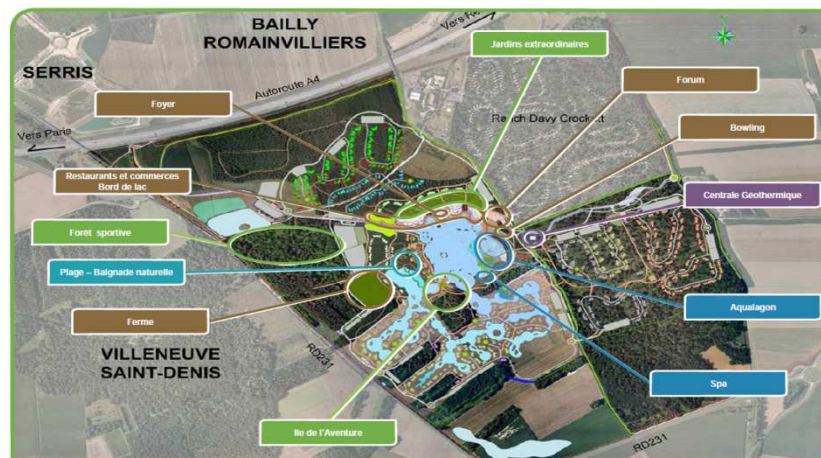 BAILLY
ROMAINVILLIERS
Jardins extraordinaires
SERRIS
Autoroute A4
Foyer
Forum
Ranch Davy Crockett
Bowling
Vers Paris
Restaurants et commerces
Bord de lac
Centrale Géothermique
Forêt sportive
Plage – Baignade naturelle
Aqualagon
Ferme
VILLENEUVE
SAINT-DENIS
RD231
Spa
Ile de l'Aventure
RD231